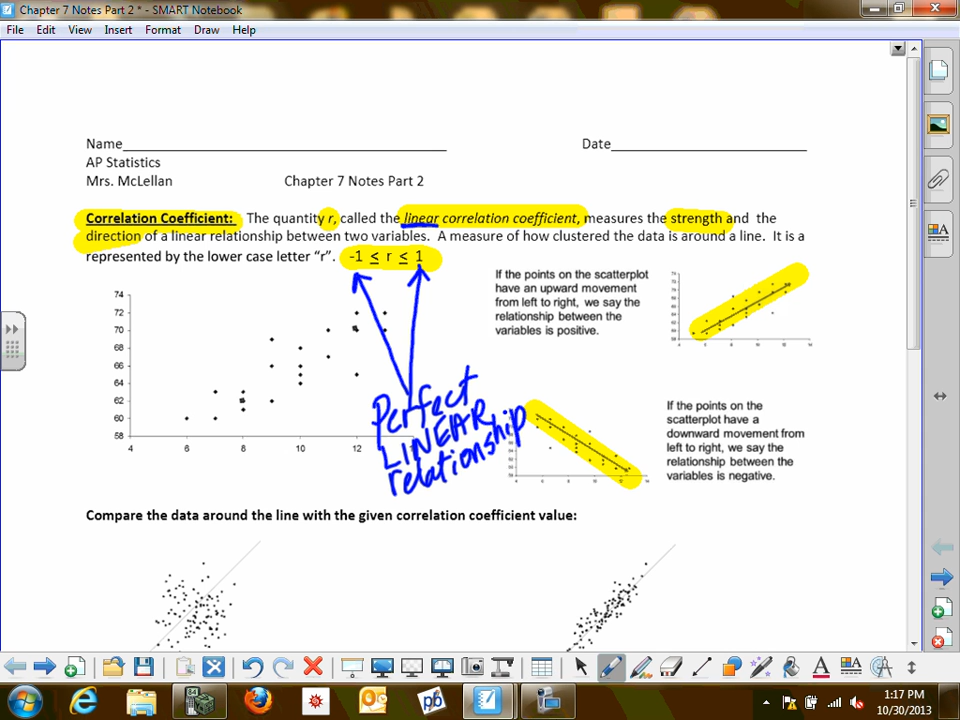 Chapter 7 Notes Part 2 * - SMART Notebook
File Edit View Insert Format Draw Help
Name Date
AP Statistics
Mrs. McLellan Chapter 7 Notes Part 2
Correlation Coefficient: The quantity r, called the linear correlation coefficient, measures the strength and the
direction of a linear relationship between two variables. A measure of how clustered the data is around a line. It is a
represented by the lower case letter “r”. -1 ≤ r ≤ 1
74
72
70
68
66
64
62
60
58
4 6 8 10 12
Perfect
LINEAR
relationship
If the points on the scatterplot
have an upward movement
from left to right, we say the
relationship between the
variables is positive.
If the points on the
scatterplot have a
downward movement from
left to right, we say the
relationship between the
variables is negative.
Compare the data around the line with the given correlation coefficient value:
1:17 PM
10/30/2013